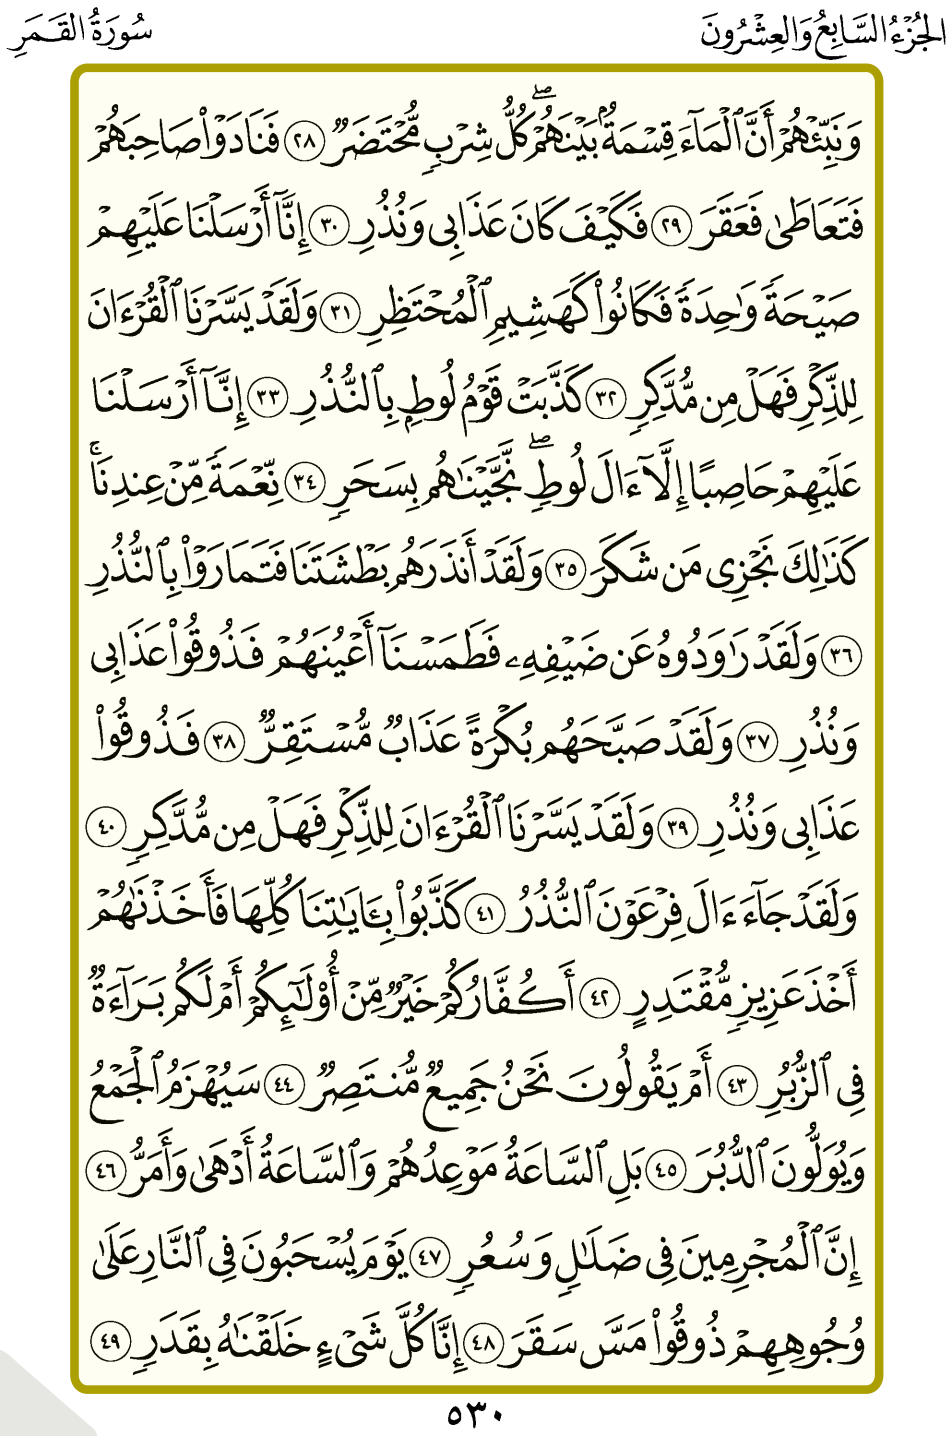 الجُزْءُ السَّابِعُ وَالعِشْرُونَ
سُورَةُ القَمَرِ
وَنَبِّئْهُمْ أَنَّ ٱلْمَآءَ قِسْمَةٌۢ بَيْنَهُمْۖ كُلُّ شِرْبٍ مُّحْتَضَرٌ ٢٨ فَنَادَوْا۟ صَاحِبَهُمْ
فَتَعَاطَىٰ فَعَقَرَ ٢٩ فَكَيْفَ كَانَ عَذَابِى وَنُذُرِ ٣٠ إِنَّآ أَرْسَلْنَا عَلَيْهِمْ
صَيْحَةً وَٰحِدَةً فَكَانُوا۟ كَهَشِيمِ ٱلْمُحْتَظِرِ ٣١ وَلَقَدْ يَسَّرْنَا ٱلْقُرْءَانَ
لِلذِّكْرِ فَهَلْ مِن مُّدَّكِرٍ ٣٢ كَذَّبَتْ قَوْمُ لُوطٍۭ بِٱلنُّذُرِ ٣٣ إِنَّآ أَرْسَلْنَا
عَلَيْهِمْ حَاصِبًا إِلَّآ ءَالَ لُوطٍۖ نَّجَّيْنَٰهُم بِسَحَرٍ ٣٤ نِّعْمَةً مِّنْ عِندِنَاۚ
كَذَٰلِكَ نَجْزِى مَن شَكَرَ ٣٥ وَلَقَدْ أَنذَرَهُم بَطْشَتَنَا فَتَمَارَوْا۟ بِٱلنُّذُرِ
٣٦ وَلَقَدْ رَٰوَدُوهُ عَن ضَيْفِهِۦ فَطَمَسْنَآ أَعْيُنَهُمْ فَذُوقُوا۟ عَذَابِى
وَنُذُرِ ٣٧ وَلَقَدْ صَبَّحَهُم بُكْرَةً عَذَابٌ مُّسْتَقِرٌّ ٣٨ فَذُوقُوا۟
عَذَابِى وَنُذُرِ ٣٩ وَلَقَدْ يَسَّرْنَا ٱلْقُرْءَانَ لِلذِّكْرِ فَهَلْ مِن مُّدَّكِرٍ ٤٠
وَلَقَدْ جَآءَ ءَالَ فِرْعَوْنَ ٱلنُّذُرُ ٤١ كَذَّبُوا۟ بِـَٔايَٰتِنَا كُلِّهَا فَأَخَذْنَٰهُمْ
أَخْذَ عَزِيزٍ مُّقْتَدِرٍ ٤٢ أَكُفَّارُكُمْ خَيْرٌ مِّنْ أُو۟لَٰٓئِكُمْ أَمْ لَكُم بَرَآءَةٌ
فِى ٱلزُّبُرِ ٤٣ أَمْ يَقُولُونَ نَحْنُ جَمِيعٌ مُّنتَصِرٌ ٤٤ سَيُهْزَمُ ٱلْجَمْعُ
وَيُوَلُّونَ ٱلدُّبُرَ ٤٥ بَلِ ٱلسَّاعَةُ مَوْعِدُهُمْ وَٱلسَّاعَةُ أَدْهَىٰ وَأَمَرُّ ٤٦
إِنَّ ٱلْمُجْرِمِينَ فِى ضَلَٰلٍ وَسُعُرٍ ٤٧ يَوْمَ يُسْحَبُونَ فِى ٱلنَّارِ عَلَىٰ
وُجُوهِهِمْ ذُوقُوا۟ مَسَّ سَقَرَ ٤٨ إِنَّا كُلَّ شَىْءٍ خَلَقْنَٰهُ بِقَدَرٍ ٤٩
٥٣٠